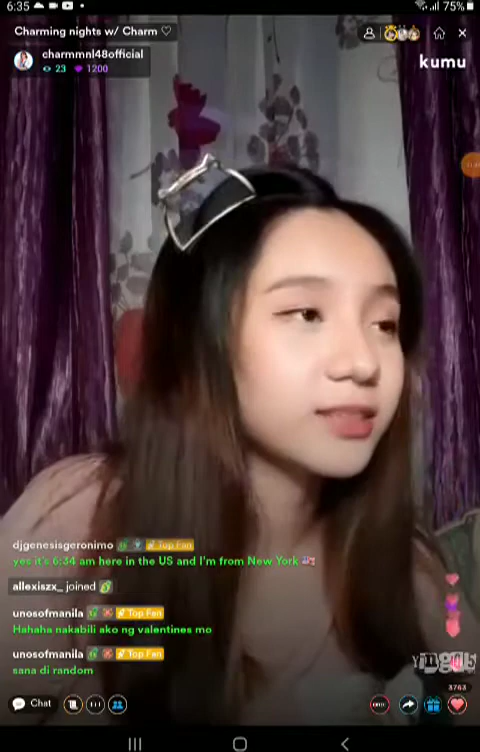 6:35
75%
Charming nights w/ Charm ♡
charmmnl48official
23 1200
kumu
djgenesisgeronimo Top Fan
yes it's 6:34 am here in the US and I'm from New York 🇺🇸
allexiszx_ joined
unosofmanila Top Fan
Hahaha nakabili ako ng valentines mo
unosofmanila Top Fan
sana di random
3763
Chat